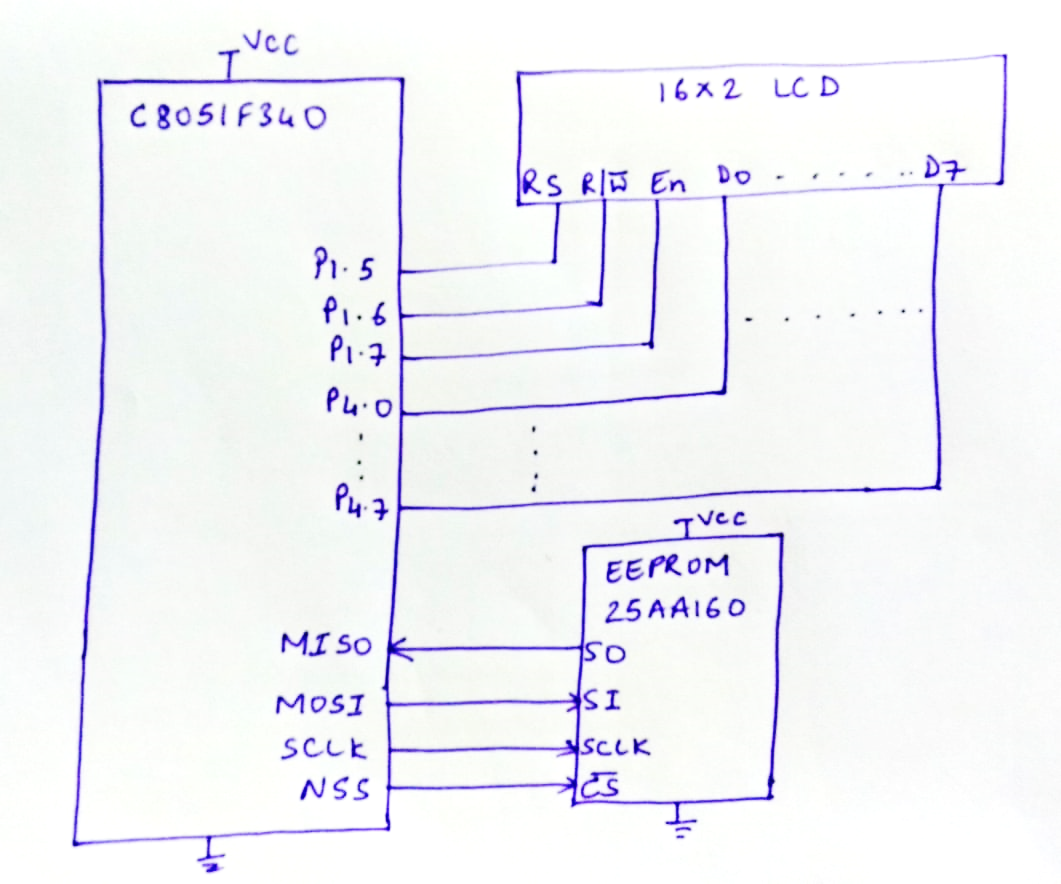 VCC
C8051F340
16X2 LCD
RS R/W̅ En D0 - . . . . . . D7
P1.5
P1.6
P1.7
P4.0
P4.7
VCC
EEPROM
25AA160
MISO SO
MOSI SI
SCLK SCLK
NSS C̅S̅